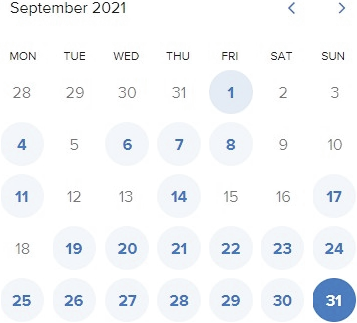 September 2021
MON TUE WED THU FRI SAT SUN
28 29 30 31 1 2 3
4 5 6 7 8 9 10
11 12 13 14 15 16 17
18 19 20 21 22 23 24
25 26 27 28 29 30 31